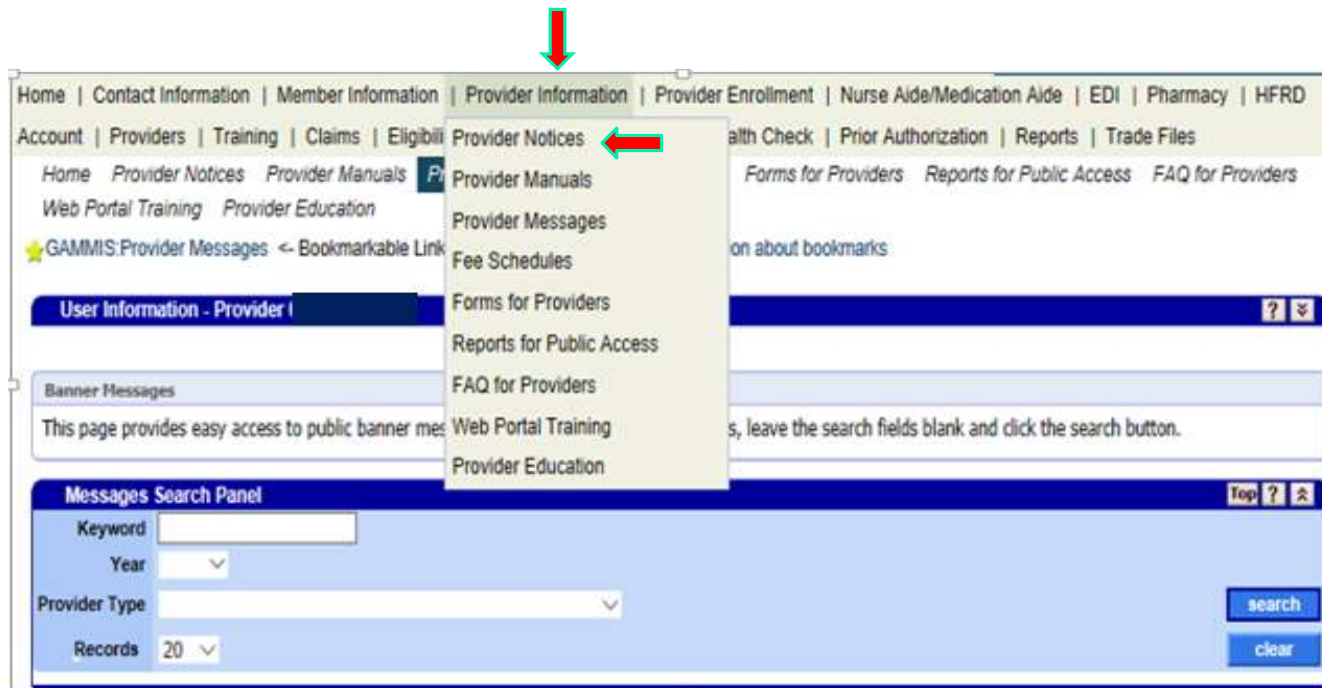 Home | Contact Information | Member Information | Provider Information | Provider Enrollment | Nurse Aide/Medication Aide | EDI | Pharmacy | HFRD
Account | Providers | Training | Claims | Health Check | Prior Authorization | Reports | Trade Files
Home Provider Notices Provider Manuals Forms for Providers Reports for Public Access FAQ for Providers
Web Portal Training Provider Education
GAMMIS:Provider Messages <- Bookmarkable Link on about bookmarks
Provider Notices
Provider Manuals
Provider Messages
Fee Schedules
Forms for Providers
Reports for Public Access
FAQ for Providers
Web Portal Training
Provider Education
User Information - Provider
?
Banner Messages
This page provides easy access to public banner mes s, leave the search fields blank and click the search button.
Messages Search Panel
Top ?
Keyword
Year
Provider Type
search
Records 20
clear